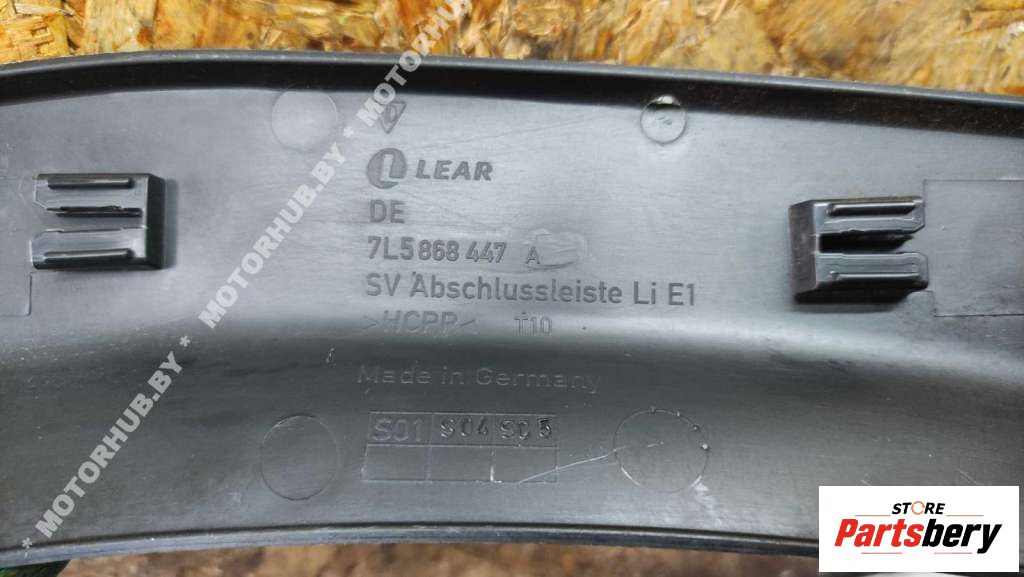 LEAR
DE
7L5 868 447 A
SV Abschlussleiste Li E1
>HCPP< T10
Made in Germany
S01 S04 S05
* MOTORHUB.BY * MOTORHUB.BY * MOTORHUB
STORE
Partsbery